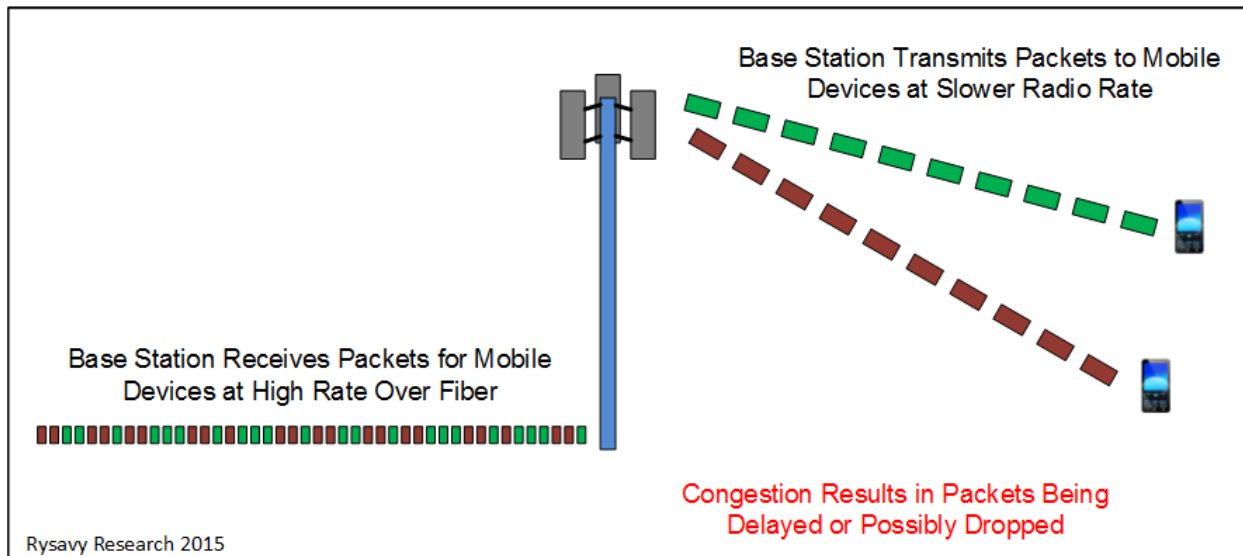 Base Station Transmits Packets to Mobile
Devices at Slower Radio Rate
Base Station Receives Packets for Mobile
Devices at High Rate Over Fiber
Congestion Results in Packets Being
Delayed or Possibly Dropped
Rysavy Research 2015